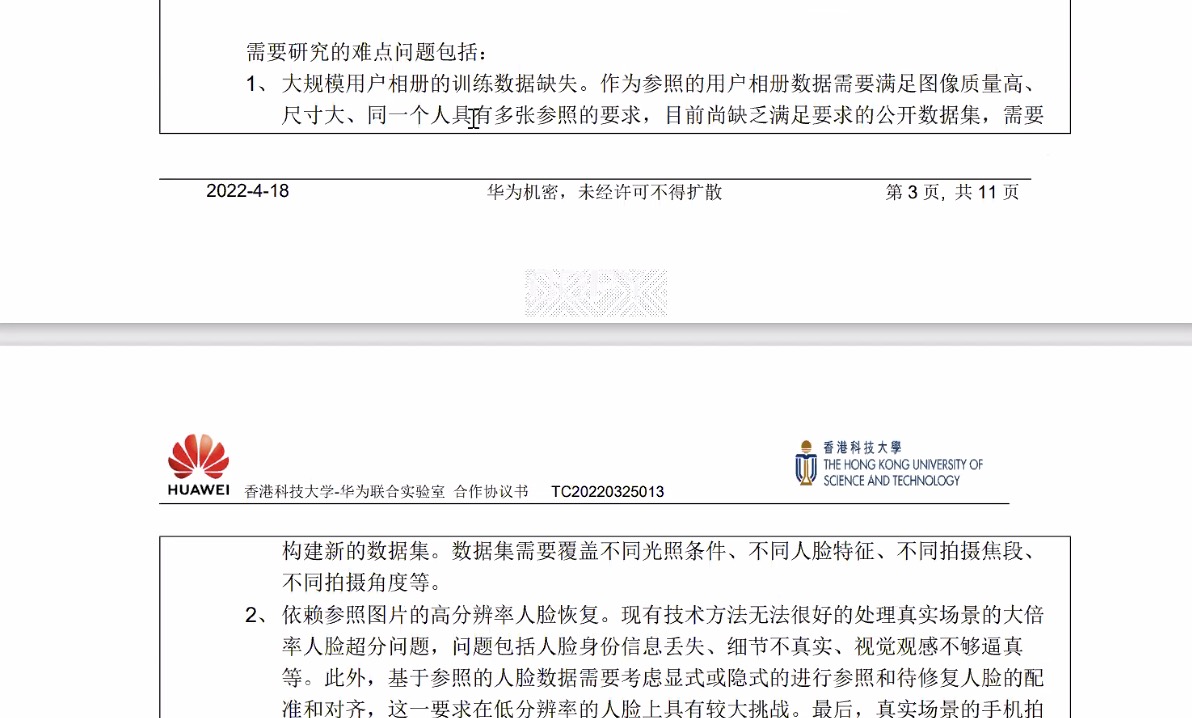 需要研究的难点问题包括：
1、 大规模用户相册的训练数据缺失。作为参照的用户相册数据需要满足图像质量高、
尺寸大、同一个人具有多张参照的要求，目前尚缺乏满足要求的公开数据集，需要
2022-4-18 华为机密，未经许可不得扩散 第 3 页, 共 11 页
HUAWEI 香港科技大学-华为联合实验室 合作协议书 TC20220325013
香港科技大學
THE HONG KONG UNIVERSITY OF
SCIENCE AND TECHNOLOGY
构建新的数据集。数据集需要覆盖不同光照条件、不同人脸特征、不同拍摄焦段、
不同拍摄角度等。
2、 依赖参照图片的高分辨率人脸恢复。现有技术方法无法很好的处理真实场景的大倍
率人脸超分问题，问题包括人脸身份信息丢失、细节不真实、视觉观感不够逼真
等。此外，基于参照的人脸数据需要考虑显式或隐式的进行参照和待修复人脸的配
准和对齐，这一要求在低分辨率的人脸上具有较大挑战。最后，真实场景的手机拍